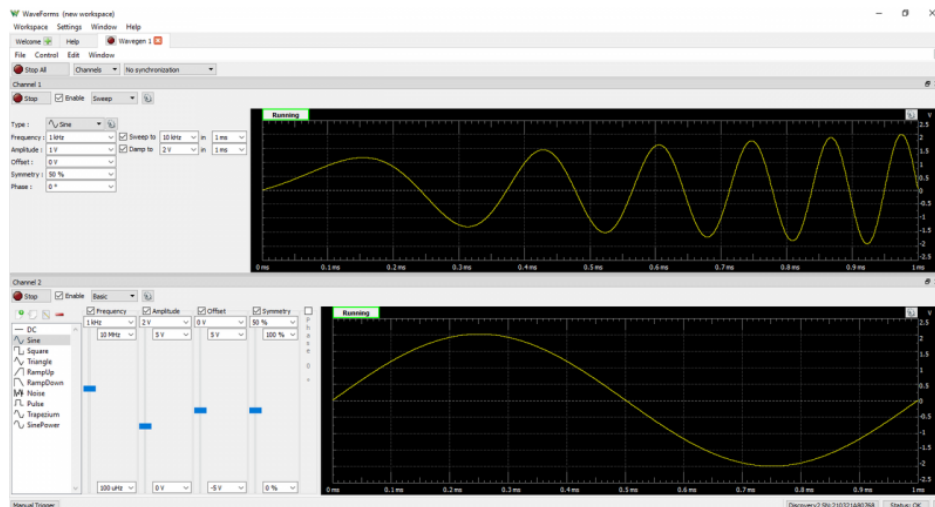 WaveForms (new workspace)
Workspace Settings Window Help
Welcome Help Wavegen 1
File Control Edit Window
Stop All Channels No synchronization
Channel 1
Stop Enable Sweep
Type : Sine
Frequency : 1 kHz Sweep to 10 kHz in 1 ms
Amplitude : 1 V Damp to 2 V in 1 ms
Offset : 0 V
Symmetry : 50 %
Phase : 0 °
Running
V
2.5
2
1.5
1
0.5
0
-0.5
-1
-1.5
-2
-2.5
0 ms 0.1 ms 0.2 ms 0.3 ms 0.4 ms 0.5 ms 0.6 ms 0.7 ms 0.8 ms 0.9 ms 1 ms
Channel 2
Stop Enable Basic
Frequency Amplitude Offset Symmetry Phase
1 kHz 2 V 0 V 50 % 0 °
10 MHz 5 V 5 V 100 %
DC
Sine
Square
Triangle
RampUp
RampDown
Noise
Pulse
Trapezium
SinePower
100 uHz 0 V -5 V 0 %
Running
V
2
1.5
1
0.5
0
-0.5
-1
-1.5
-2
0 ms 0.1 ms 0.2 ms 0.3 ms 0.4 ms 0.5 ms 0.6 ms 0.7 ms 0.8 ms 0.9 ms 1 ms
Manual Trigger Discovery2 SN:210321A80769 Status: OK